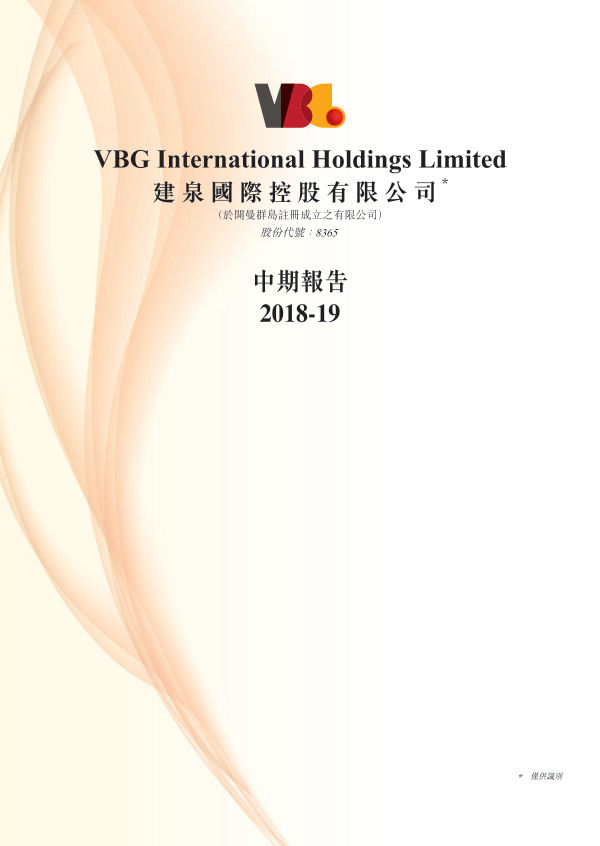 VBG
VBG International Holdings Limited
建泉國際控股有限公司*
(於開曼群島註冊成立之有限公司)
股份代號：8365
中期報告
2018-19
* 僅供識別